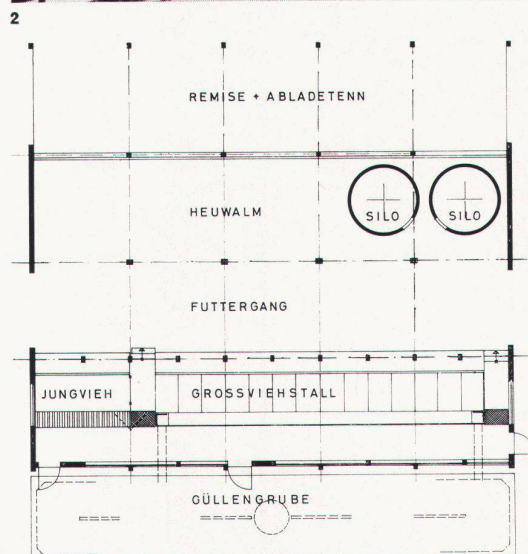 2
REMISE + ABLADETENN
HEUWALM
SILO SILO
FUTTERGANG
JUNGVIEH GROSSVIEHSTALL
GÜLLENGRUBE